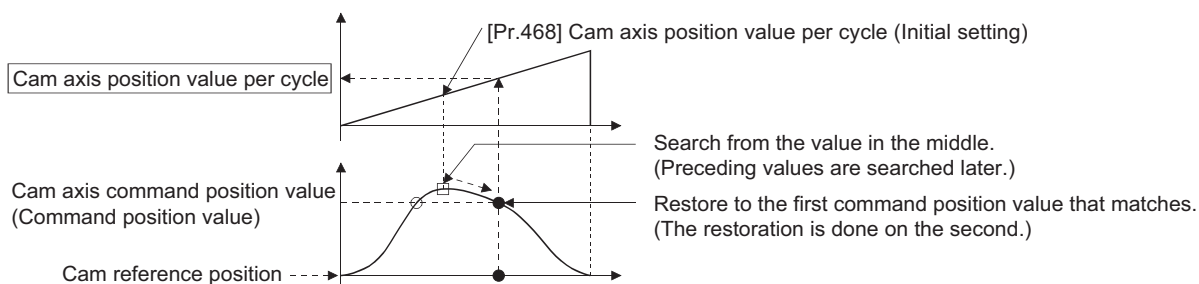 [Pr.468] Cam axis position value per cycle (Initial setting)
Cam axis position value per cycle
Search from the value in the middle.
(Preceding values are searched later.)
Cam axis command position value
(Command position value)
Restore to the first command position value that matches.
(The restoration is done on the second.)
Cam reference position